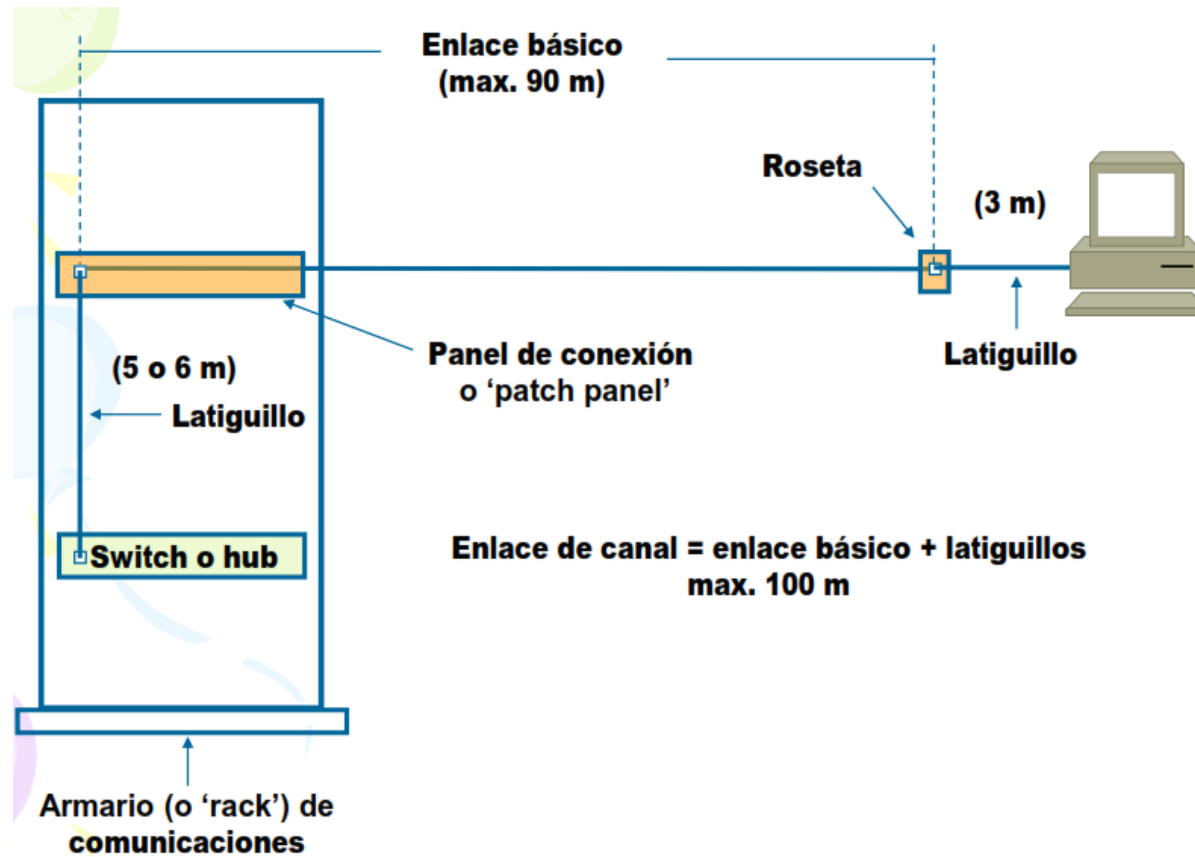 Enlace básico
(max. 90 m)
Roseta
(3 m)
Panel de conexión
o ‘patch panel’
Latiguillo
(5 o 6 m)
Latiguillo
Switch o hub
Enlace de canal = enlace básico + latiguillos
max. 100 m
Armario (o ‘rack’) de
comunicaciones